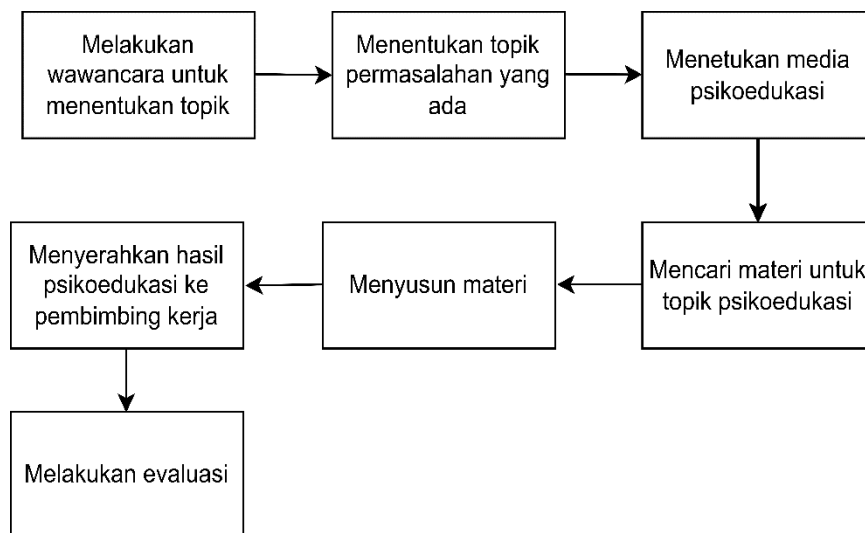 Melakukan
wawancara untuk
menentukan topik
Menentukan topik
permasalahan yang
ada
Menetukan media
psikoedukasi
Mencari materi untuk
topik psikoedukasi
Menyusun materi
Menyerahkan hasil
psikoedukasi ke
pembimbing kerja
Melakukan evaluasi